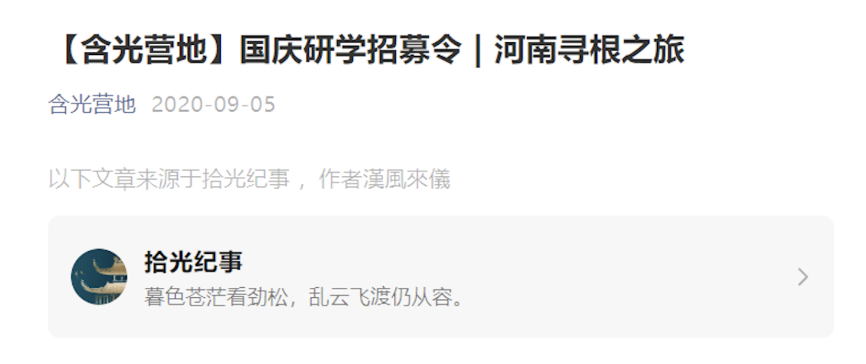 【含光营地】国庆研学招募令 | 河南寻根之旅
含光营地 2020-09-05
以下文章来源于拾光纪事 ，作者漢風來儀
拾光纪事
暮色苍茫看劲松，乱云飞渡仍从容。